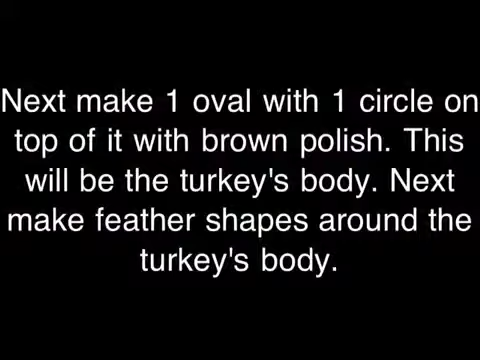 Next make 1 oval with 1 circle on
top of it with brown polish. This
will be the turkey's body. Next
make feather shapes around the
turkey's body.